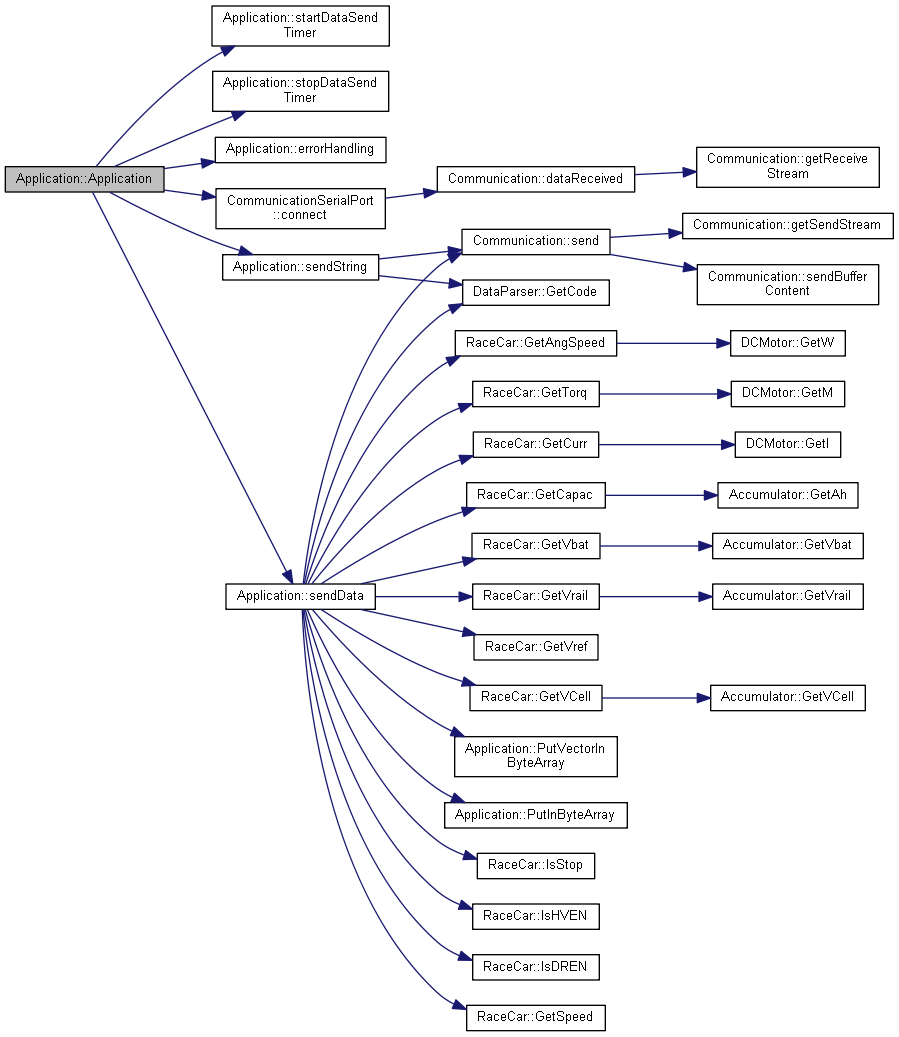 Application::startDataSend
Timer
Application::stopDataSend
Timer
Application::errorHandling
Application::Application
CommunicationSerialPort
::connect
Communication::dataReceived
Communication::getReceive
Stream
Application::sendString
Communication::send
Communication::getSendStream
Communication::sendBuffer
Content
DataParser::GetCode
RaceCar::GetAngSpeed
DCMotor::GetW
RaceCar::GetTorq
DCMotor::GetM
RaceCar::GetCurr
DCMotor::GetI
RaceCar::GetCapac
Accumulator::GetAh
RaceCar::GetVbat
Accumulator::GetVbat
Application::sendData
RaceCar::GetVrail
Accumulator::GetVrail
RaceCar::GetVref
RaceCar::GetVCell
Accumulator::GetVCell
Application::PutVectorIn
ByteArray
Application::PutInByteArray
RaceCar::IsStop
RaceCar::IsHVEN
RaceCar::IsDREN
RaceCar::GetSpeed